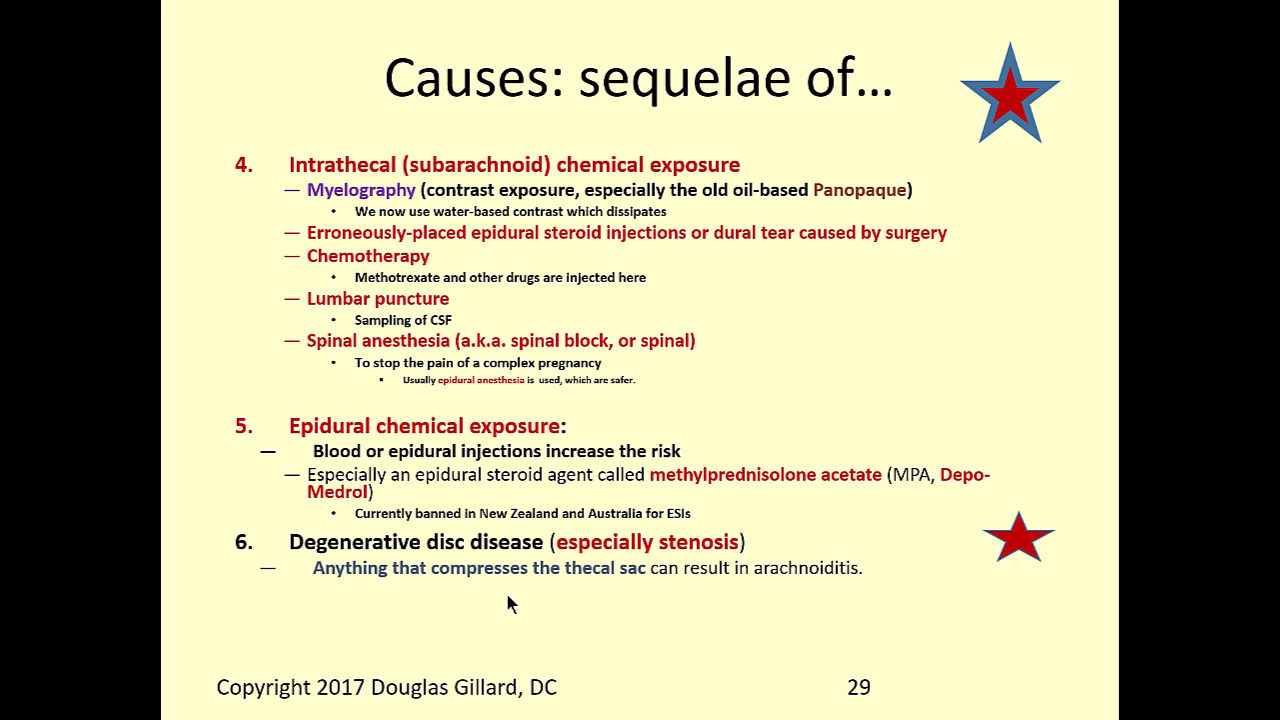 Causes: sequelae of…
4. Intrathecal (subarachnoid) chemical exposure
— Myelography (contrast exposure, especially the old oil-based Panopaque)
• We now use water-based contrast which dissipates
— Erroneously-placed epidural steroid injections or dural tear caused by surgery
— Chemotherapy
• Methotrexate and other drugs are injected here
— Lumbar puncture
• Sampling of CSF
— Spinal anesthesia (a.k.a. spinal block, or spinal)
• To stop the pain of a complex pregnancy
▪ Usually epidural anesthesia is used, which are safer.
5. Epidural chemical exposure:
— Blood or epidural injections increase the risk
— Especially an epidural steroid agent called methylprednisolone acetate (MPA, Depo-
Medrol)
• Currently banned in New Zealand and Australia for ESIs
6. Degenerative disc disease (especially stenosis)
— Anything that compresses the thecal sac can result in arachnoiditis.
Copyright 2017 Douglas Gillard, DC 29